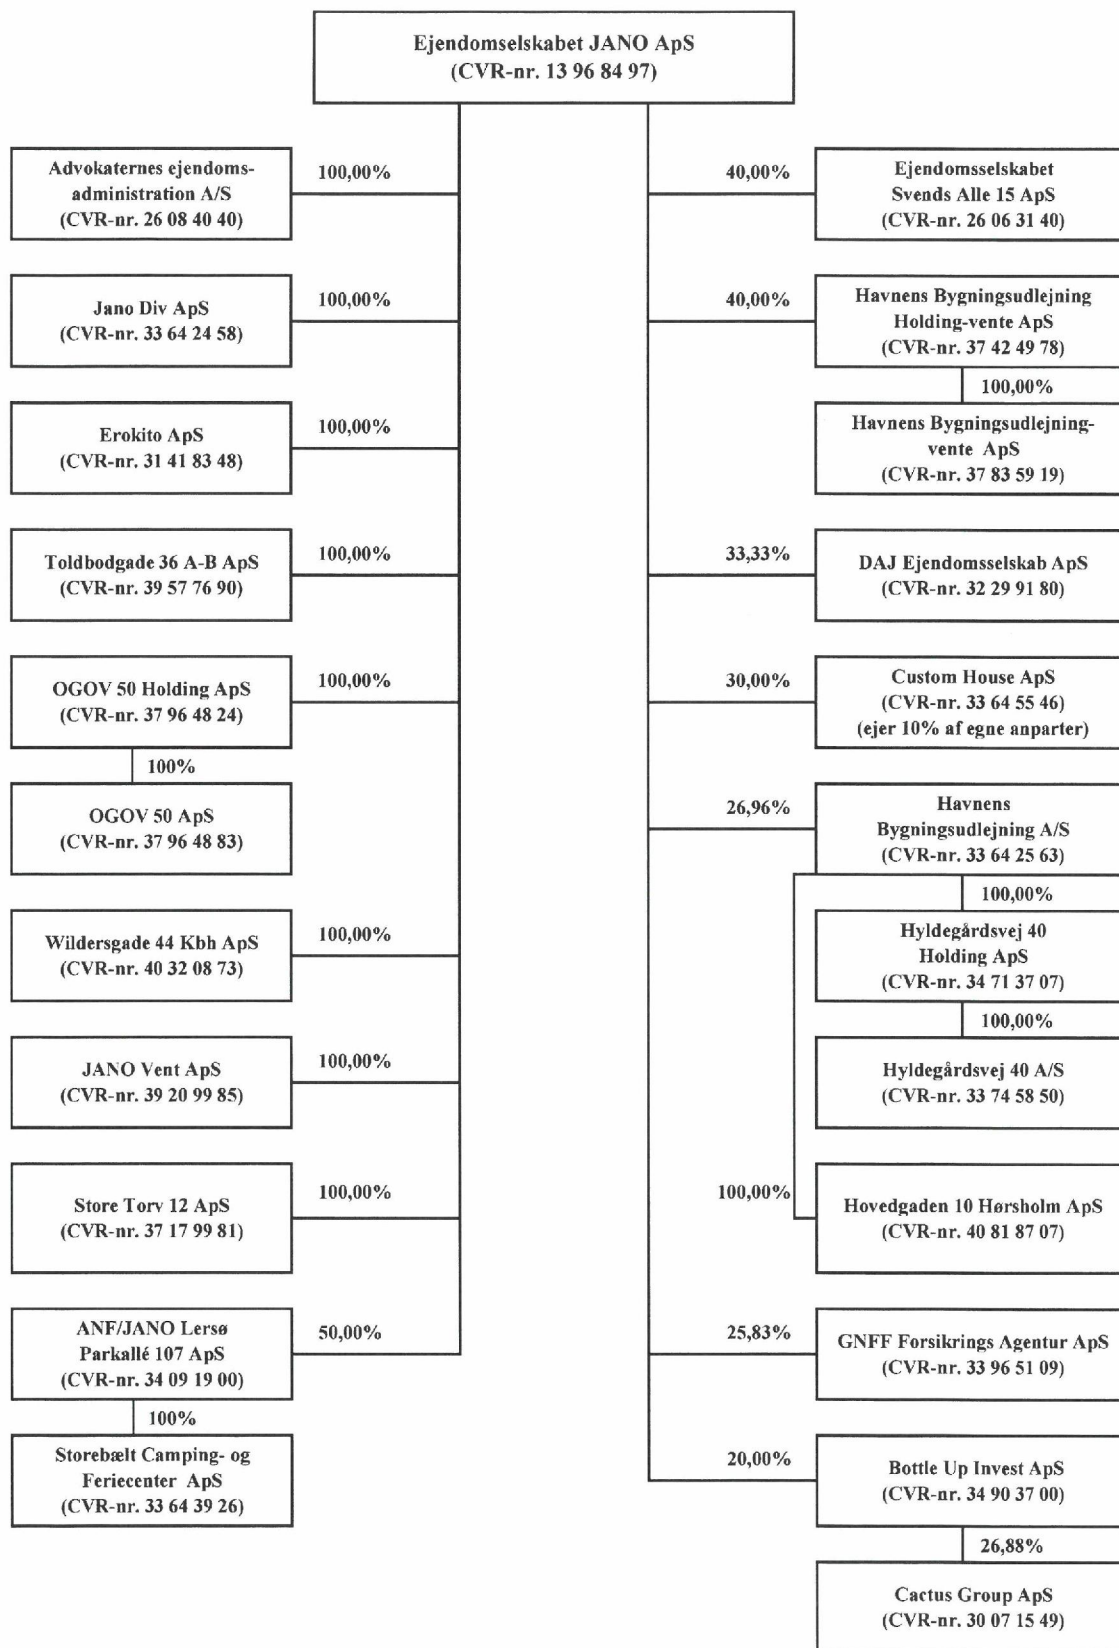 Ejendomselskabet JANO ApS
(CVR-nr. 13 96 84 97)
Advokaternes ejendoms-
administration A/S
(CVR-nr. 26 08 40 40)
100,00%
Jano Div ApS
(CVR-nr. 33 64 24 58)
100,00%
Erokito ApS
(CVR-nr. 31 41 83 48)
100,00%
Toldbodgade 36 A-B ApS
(CVR-nr. 39 57 76 90)
100,00%
OGOV 50 Holding ApS
(CVR-nr. 37 96 48 24)
100,00%
100%
OGOV 50 ApS
(CVR-nr. 37 96 48 83)
Wildersgade 44 Kbh ApS
(CVR-nr. 40 32 08 73)
100,00%
JANO Vent ApS
(CVR-nr. 39 20 99 85)
100,00%
Store Torv 12 ApS
(CVR-nr. 37 17 99 81)
100,00%
ANF/JANO Lersø
Parkallé 107 ApS
(CVR-nr. 34 09 19 00)
50,00%
100%
Storebælt Camping- og
Feriecenter ApS
(CVR-nr. 33 64 39 26)
40,00%
Ejendomsselskabet
Svends Alle 15 ApS
(CVR-nr. 26 06 31 40)
40,00%
Havnens Bygningsudlejning
Holding-vente ApS
(CVR-nr. 37 42 49 78)
100,00%
Havnens Bygningsudlejning-
vente ApS
(CVR-nr. 37 83 59 19)
33,33%
DAJ Ejendomsselskab ApS
(CVR-nr. 32 29 91 80)
30,00%
Custom House ApS
(CVR-nr. 33 64 55 46)
(ejer 10% af egne anparter)
26,96%
Havnens
Bygningsudlejning A/S
(CVR-nr. 33 64 25 63)
100,00%
Hyldegårdsvej 40
Holding ApS
(CVR-nr. 34 71 37 07)
100,00%
Hyldegårdsvej 40 A/S
(CVR-nr. 33 74 58 50)
100,00%
Hovedgaden 10 Hørsholm ApS
(CVR-nr. 40 81 87 07)
25,83%
GNFF Forsikrings Agentur ApS
(CVR-nr. 33 96 51 09)
20,00%
Bottle Up Invest ApS
(CVR-nr. 34 90 37 00)
26,88%
Cactus Group ApS
(CVR-nr. 30 07 15 49)